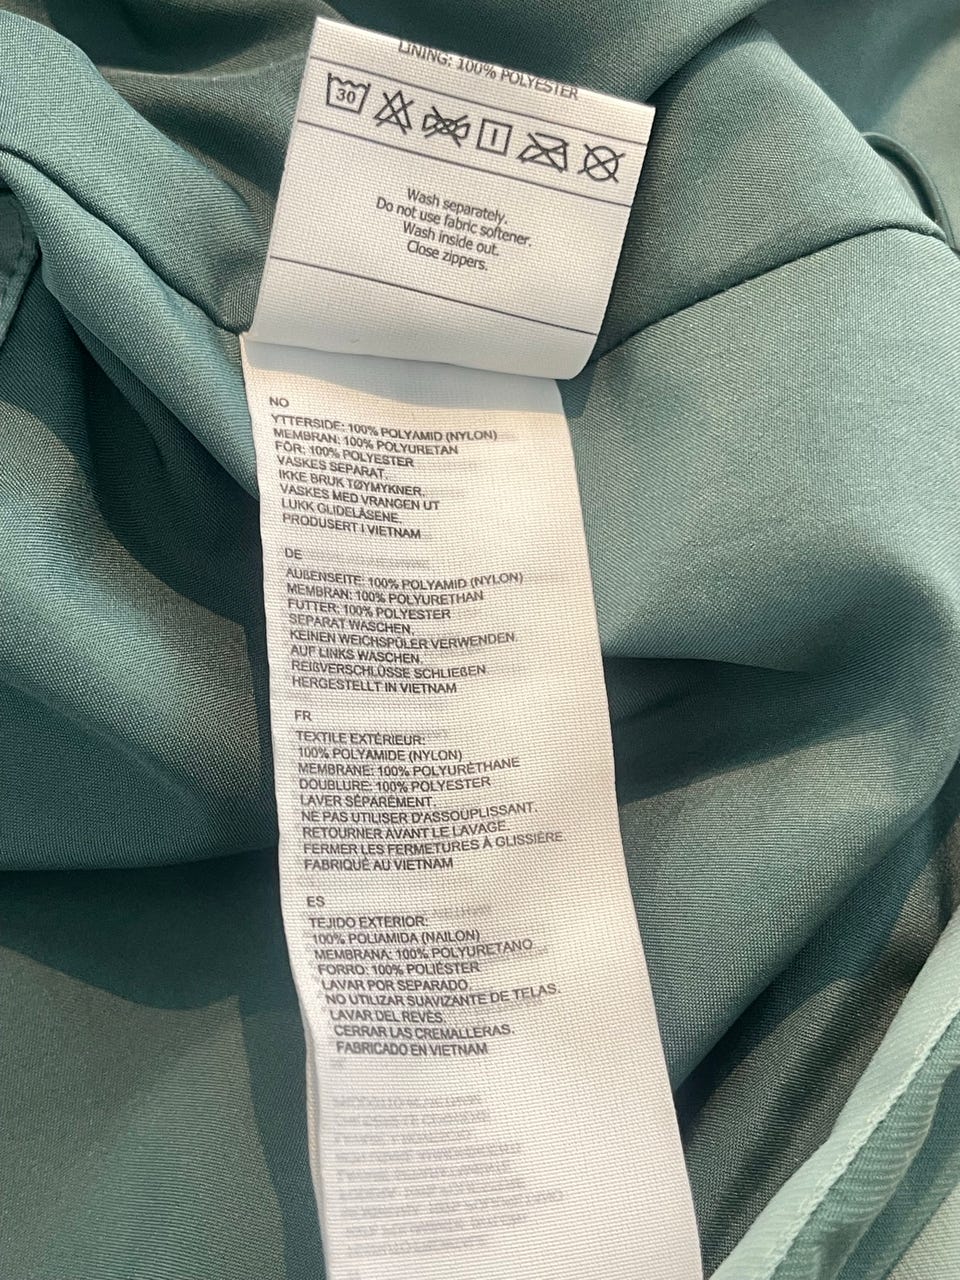 LINING: 100% POLYESTER
30
Wash separately.
Do not use fabric softener.
Wash inside out.
Close zippers.
NO
YTTERSIDE: 100% POLYAMID (NYLON)
MEMBRAN: 100% POLYURETAN
FÖR: 100% POLYESTER
VASKES SEPARAT.
IKKE BRUK TØYMYKNER.
VASKES MED VRANGEN UT
LUKK GLIDELÅSENE.
PRODUSERT I VIETNAM
DE
AUßENSEITE: 100% POLYAMID (NYLON)
MEMBRAN: 100% POLYURETHAN
FUTTER: 100% POLYESTER
SEPARAT WASCHEN.
KEINEN WEICHSPÜLER VERWENDEN.
AUF LINKS WASCHEN.
REIßVERSCHLÜSSE SCHLIEßEN
HERGESTELLT IN VIETNAM
FR
TEXTILE EXTÉRIEUR:
100% POLYAMIDE (NYLON)
MEMBRANE: 100% POLYURÉTHANE
DOUBLURE: 100% POLYESTER
LAVER SÉPARÉMENT.
NE PAS UTILISER D'ASSOUPLISSANT.
RETOURNER AVANT LE LAVAGE
FERMER LES FERMETURES À GLISSIÈRE
FABRIQUÉ AU VIETNAM
ES
TEJIDO EXTERIOR:
100% POLIAMIDA (NAILON)
MEMBRANA: 100% POLYURETANO
FORRO: 100% POLIÉSTER
LAVAR POR SEPARADO
NO UTILIZAR SUAVIZANTE DE TELAS.
LAVAR DEL REVÉS.
CERRAR LAS CREMALLERAS.
FABRICADO EN VIETNAM